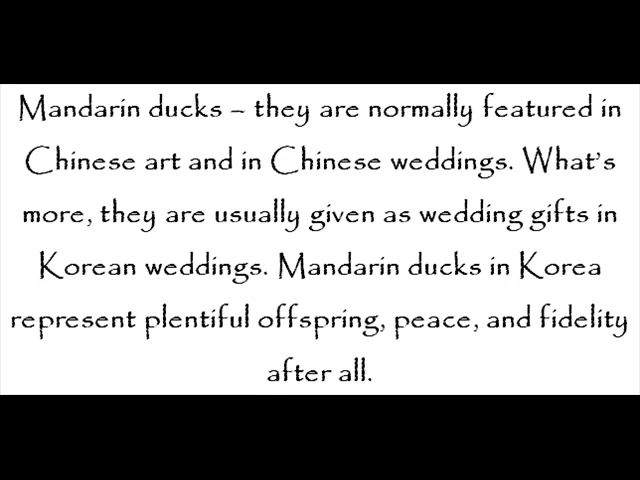 Mandarin ducks – they are normally featured in
Chinese art and in Chinese weddings. What's
more, they are usually given as wedding gifts in
Korean weddings. Mandarin ducks in Korea
represent plentiful offspring, peace, and fidelity
after all.